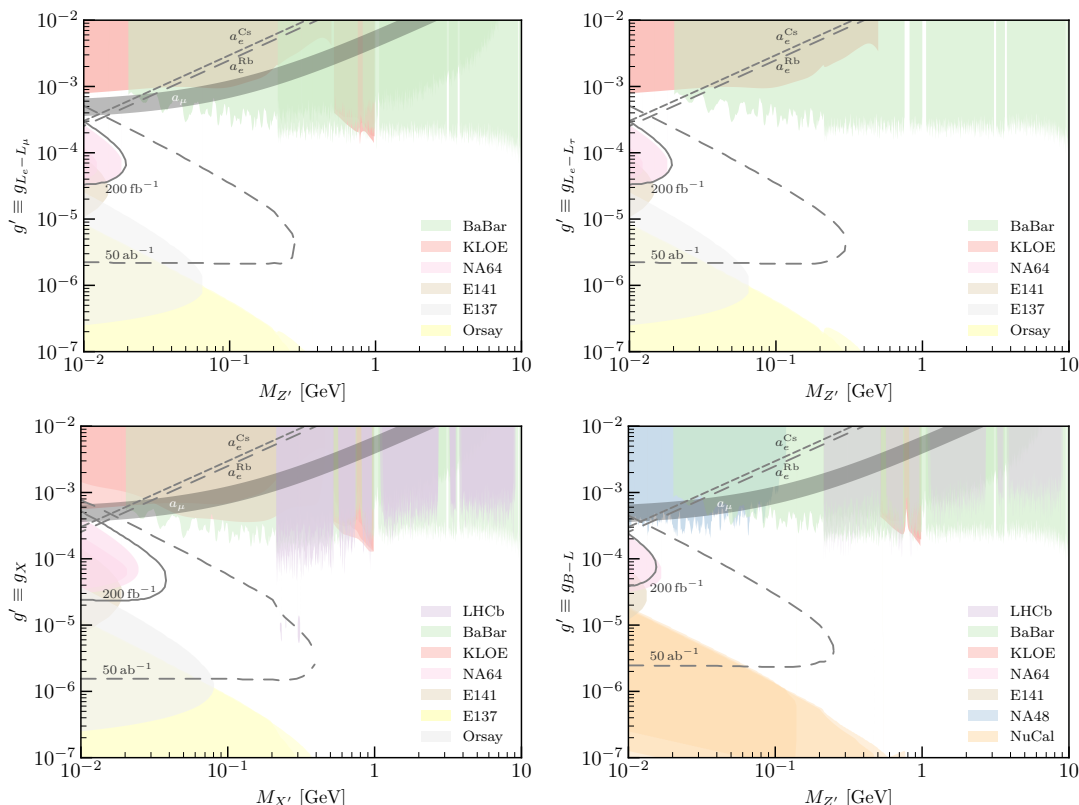 10⁻²
10⁻³
10⁻⁴
10⁻⁵
10⁻⁶
10⁻⁷
g′ ≡ g_{L_e−L_μ}
a_e^{Cs}
a_e^{Rb}
a_μ
200 fb⁻¹
50 ab⁻¹
BaBar
KLOE
NA64
E141
E137
Orsay
10⁻² 10⁻¹ 1 10
M_{Z′} [GeV]
10⁻²
10⁻³
10⁻⁴
10⁻⁵
10⁻⁶
10⁻⁷
g′ ≡ g_{L_e−L_τ}
a_e^{Cs}
a_e^{Rb}
200 fb⁻¹
50 ab⁻¹
BaBar
KLOE
NA64
E141
E137
Orsay
10⁻² 10⁻¹ 1 10
M_{Z′} [GeV]
10⁻²
10⁻³
10⁻⁴
10⁻⁵
10⁻⁶
10⁻⁷
g′ ≡ g_X
a_e^{Cs}
a_e^{Rb}
a_μ
200 fb⁻¹
50 ab⁻¹
LHCb
BaBar
KLOE
NA64
E141
E137
Orsay
10⁻² 10⁻¹ 1 10
M_{X′} [GeV]
10⁻²
10⁻³
10⁻⁴
10⁻⁵
10⁻⁶
10⁻⁷
g′ ≡ g_{B−L}
a_e^{Cs}
a_e^{Rb}
a_μ
200 fb⁻¹
50 ab⁻¹
LHCb
BaBar
KLOE
NA64
E141
NA48
NuCal
10⁻² 10⁻¹ 1 10
M_{Z′} [GeV]